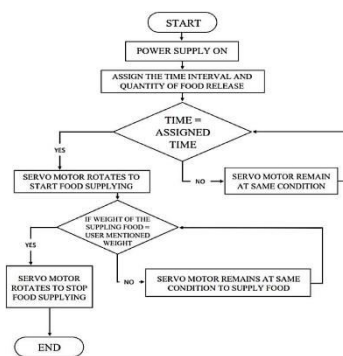 START
POWER SUPPLY ON
ASSIGN THE TIME INTERVAL AND
QUANTITY OF FOOD RELEASE
TIME =
ASSIGNED
TIME
YES
NO
SERVO MOTOR ROTATES TO
START FOOD SUPPLYING
SERVO MOTOR REMAIN
AT SAME CONDITION
IF WEIGHT OF THE
SUPPLING FOOD =
USER MENTIONED
WEIGHT
YES
NO
SERVO MOTOR
ROTATES TO STOP
FOOD SUPPLYING
SERVO MOTOR REMAINS AT SAME
CONDITION TO SUPPLY FOOD
END